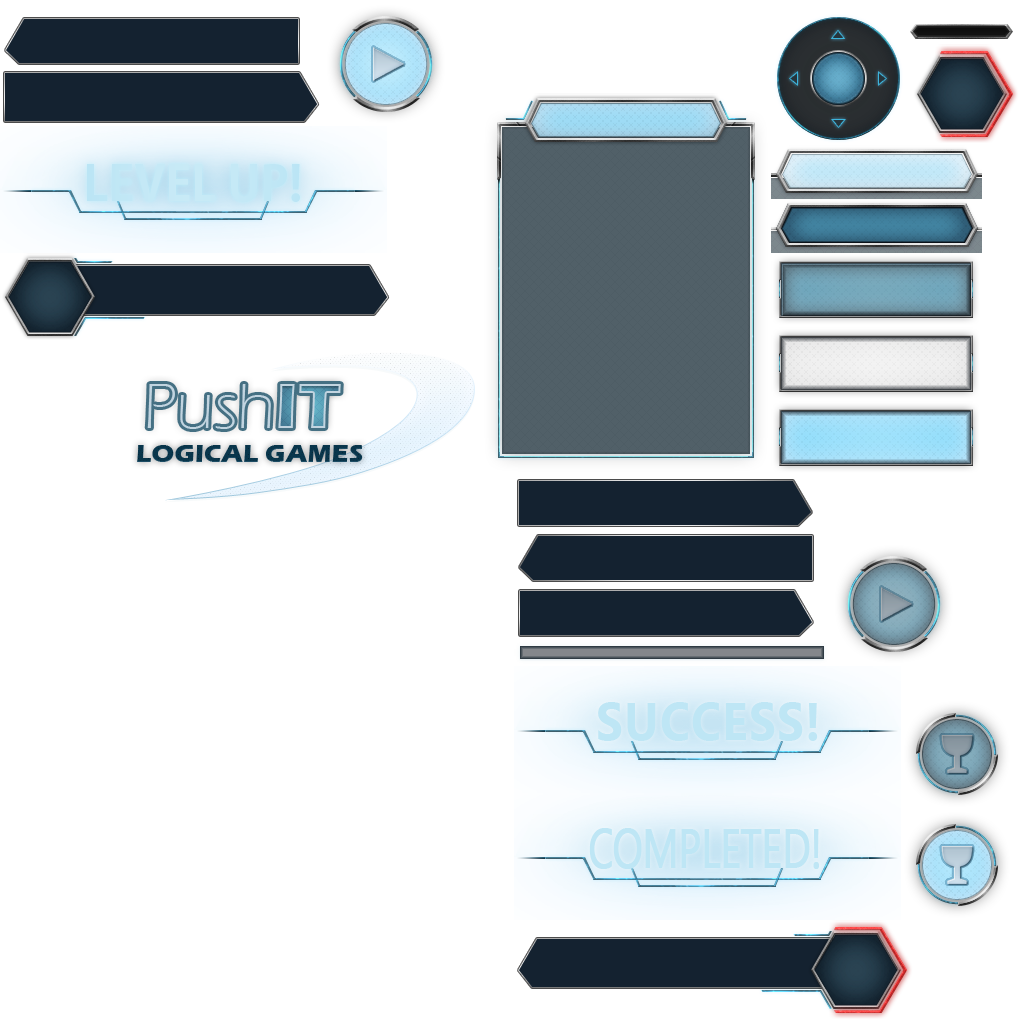 LEVEL UP!
PushIT
LOGICAL GAMES
SUCCESS!
COMPLETED!